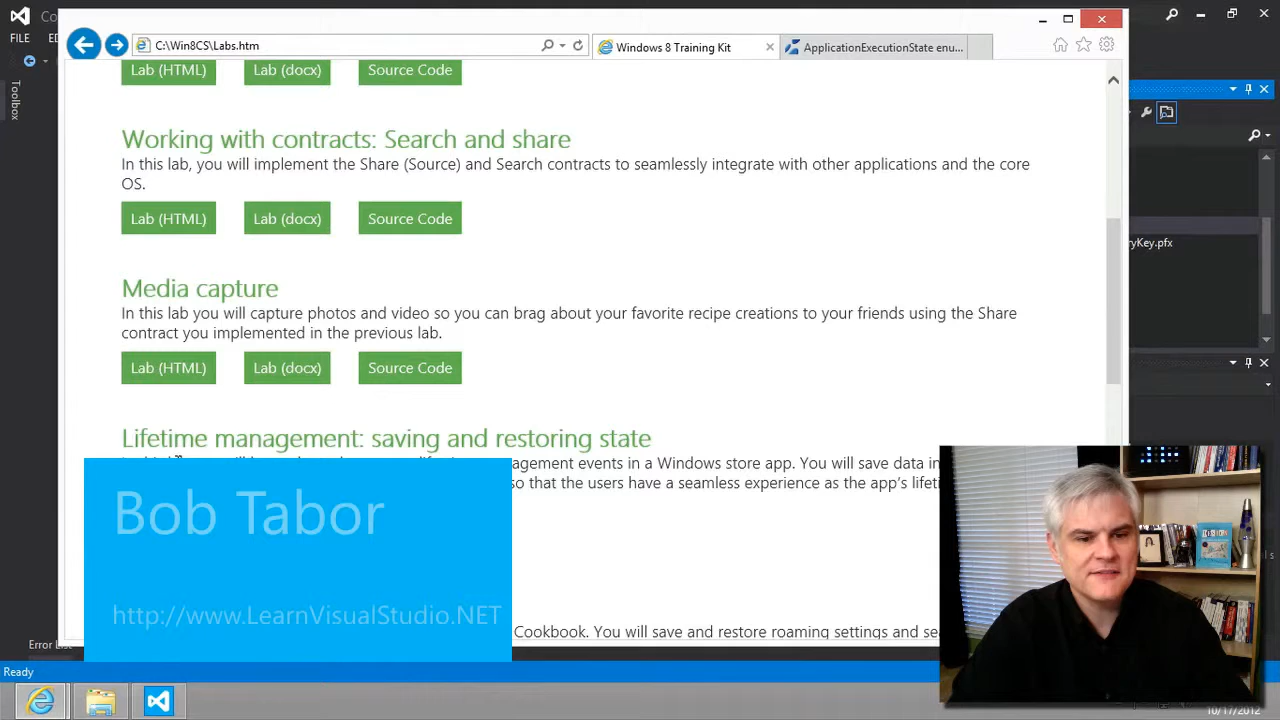 Co
FILE
C:\Win8CS\Labs.htm
Windows 8 Training Kit
ApplicationExecutionState enu...
Toolbox
Lab (HTML)
Lab (docx)
Source Code
Working with contracts: Search and share
In this lab, you will implement the Share (Source) and Search contracts to seamlessly integrate with other applications and the core
OS.
Lab (HTML)
Lab (docx)
Source Code
ryKey.pfx
Media capture
In this lab you will capture photos and video so you can brag about your favorite recipe creations to your friends using the Share
contract you implemented in the previous lab.
Lab (HTML)
Lab (docx)
Source Code
Lifetime management: saving and restoring state
nagement events in a Windows store app. You will save data in
so that the users have a seamless experience as the app's lifeti
Bob Tabor
http://www.LearnVisualStudio.NET
Cookbook. You will save and restore roaming settings and sea
Error List
Ready
10/17/2012